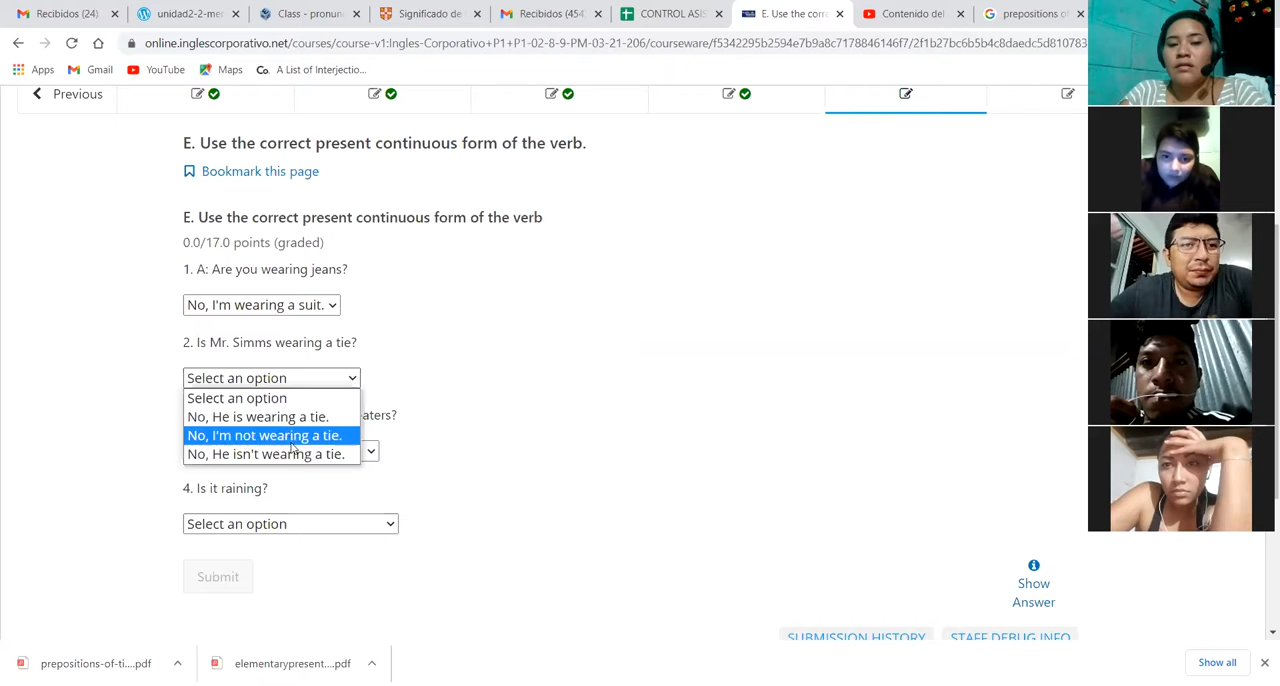 Recibidos (24)
unidad2-2-mer
Class - pronun
Significado de
Recibidos (454
CONTROL ASIS
E. Use the corre
Contenido del
prepositions of
online.inglescorporativo.net/courses/course-v1:Ingles-Corporativo+P1+P1-02-8-9-PM-03-21-206/courseware/f5342295b2594e7b9a8c7178846146f7/2f1b27bc6b5b4c8daedc5d810783
Apps
Gmail
YouTube
Maps
Co. A List of Interjectio...
Previous
E. Use the correct present continuous form of the verb.
Bookmark this page
E. Use the correct present continuous form of the verb
0.0/17.0 points (graded)
1. A: Are you wearing jeans?
No, I'm wearing a suit.
2. Is Mr. Simms wearing a tie?
Select an option
Select an option
No, He is wearing a tie.
eaters?
No, I'm not wearing a tie.
No, He isn't wearing a tie.
4. Is it raining?
Select an option
Submit
Show
Answer
SUBMISSION HISTORY
STAFF DEBUG INFO
prepositions-of-ti....pdf
elementarypresent....pdf
Show all